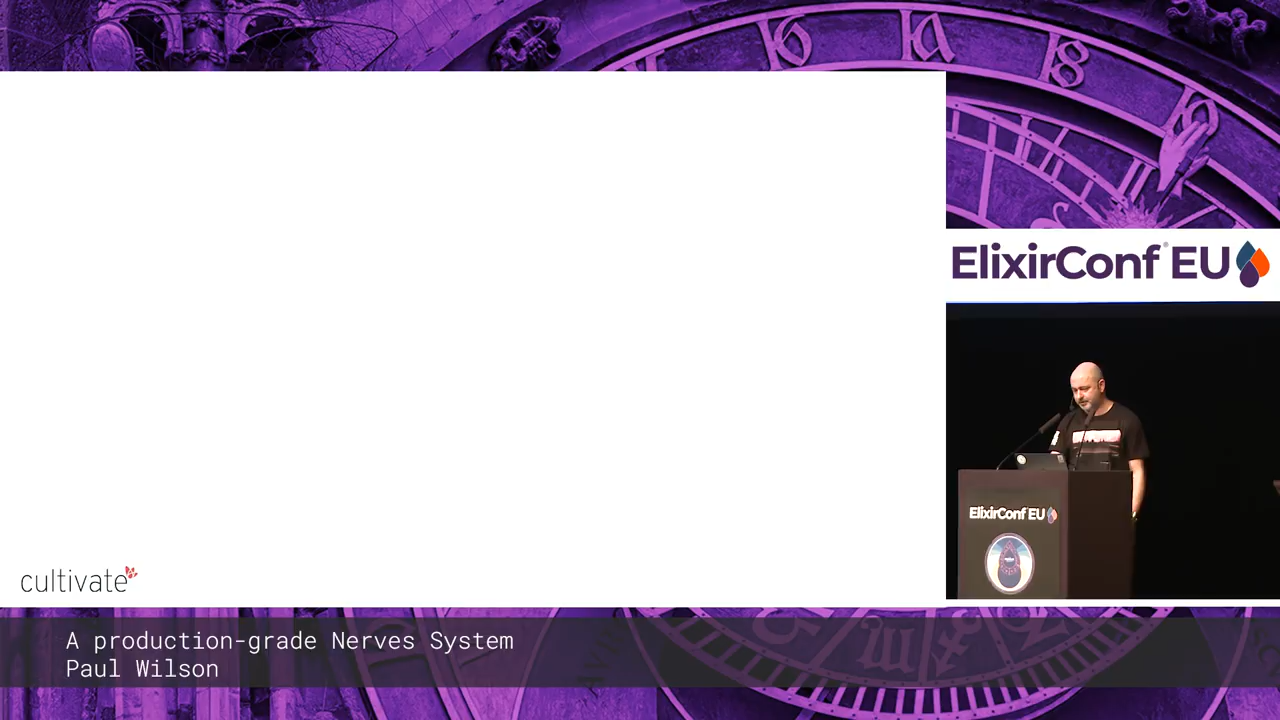 ElixirConf® EU
ElixirConf EU
cultivate
A production-grade Nerves System
Paul Wilson